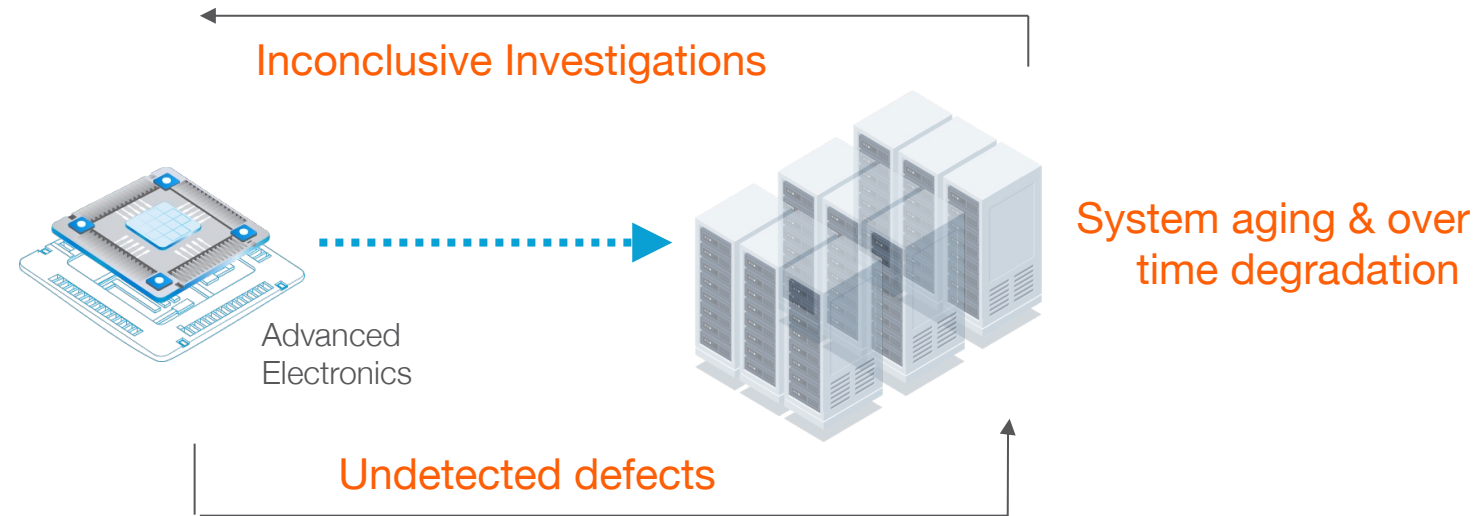 Inconclusive Investigations
System aging & over
time degradation
Advanced
Electronics
Undetected defects